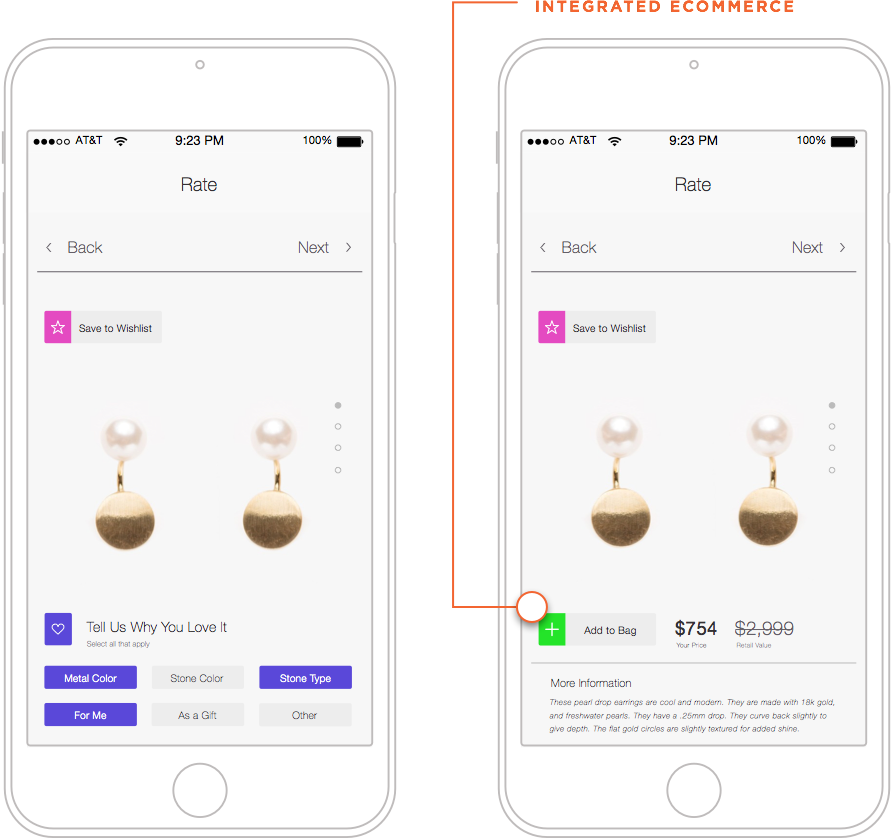 INTEGRATED ECOMMERCE
AT&T 9:23 PM 100%
Rate
Back Next
Save to Wishlist
Tell Us Why You Love It
Select all that apply
Metal Color Stone Color Stone Type
For Me As a Gift Other
AT&T 9:23 PM 100%
Rate
Back Next
Save to Wishlist
Add to Bag $754 $2,999
Your Price Retail Value
More Information
These pearl drop earrings are cool and modern. They are made with 18k gold,
and freshwater pearls. They have a .25mm drop. They curve back slightly to
give depth. The flat gold circles are slightly textured for added shine.